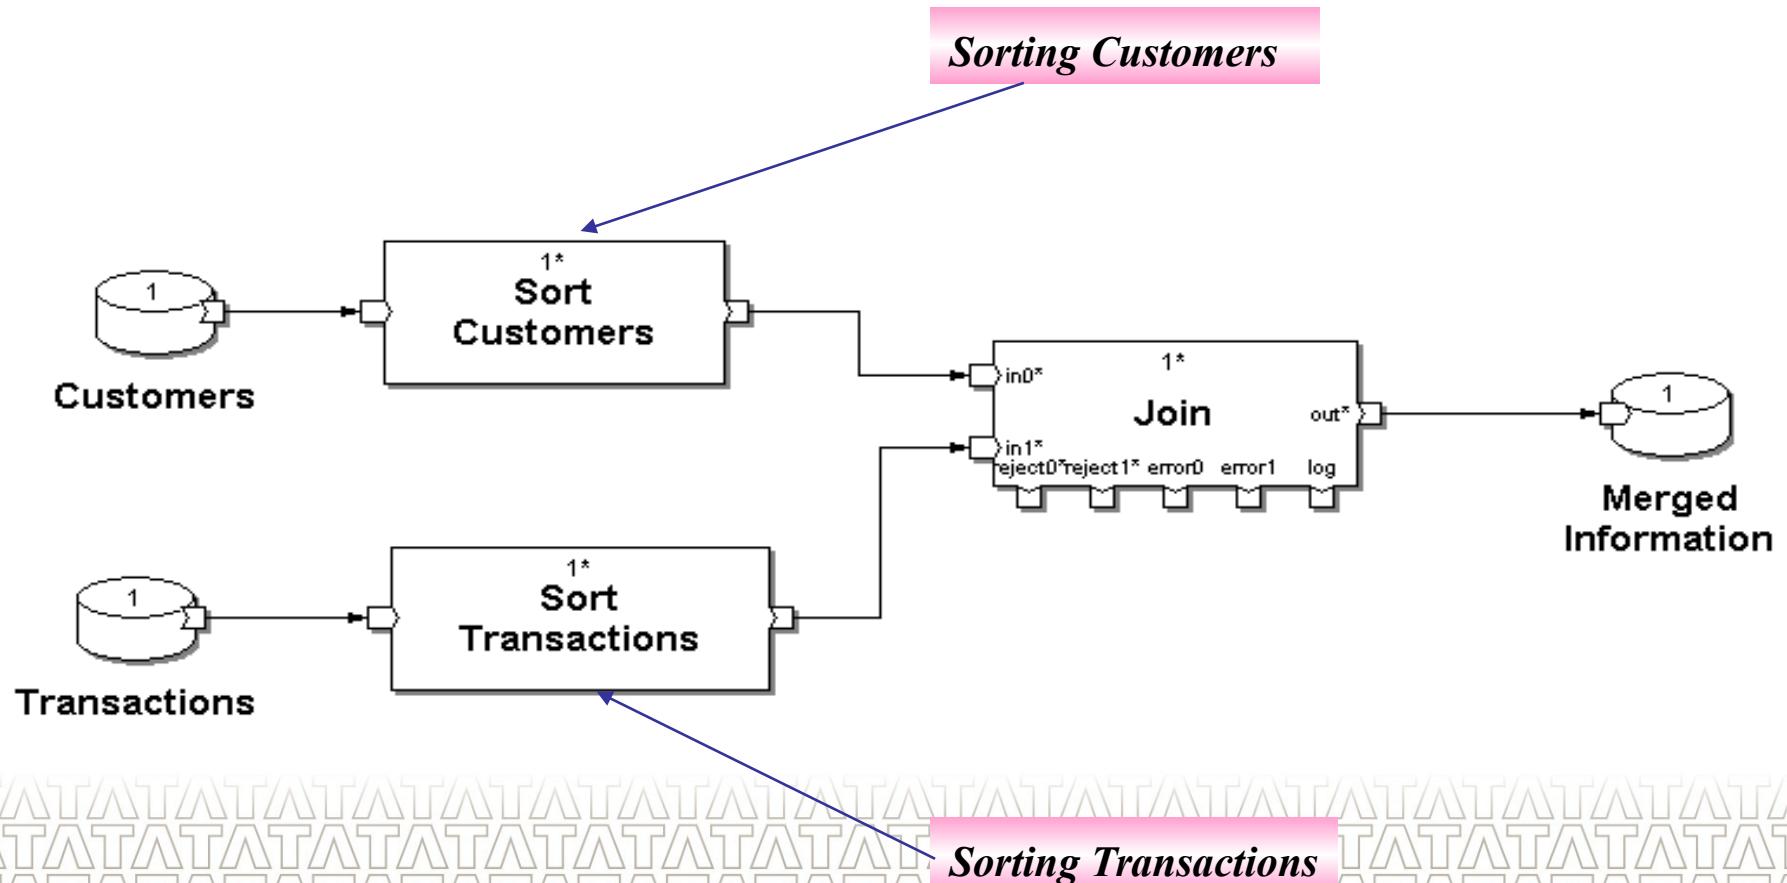 Sorting Customers
1
Customers
1*
Sort
Customers
in0*
in1*
1*
Join
out*
reject0*
reject1*
error0
error1
log
1
Merged
Information
1
Transactions
1*
Sort
Transactions
Sorting Transactions
TATATATATATATATATATATATATATA